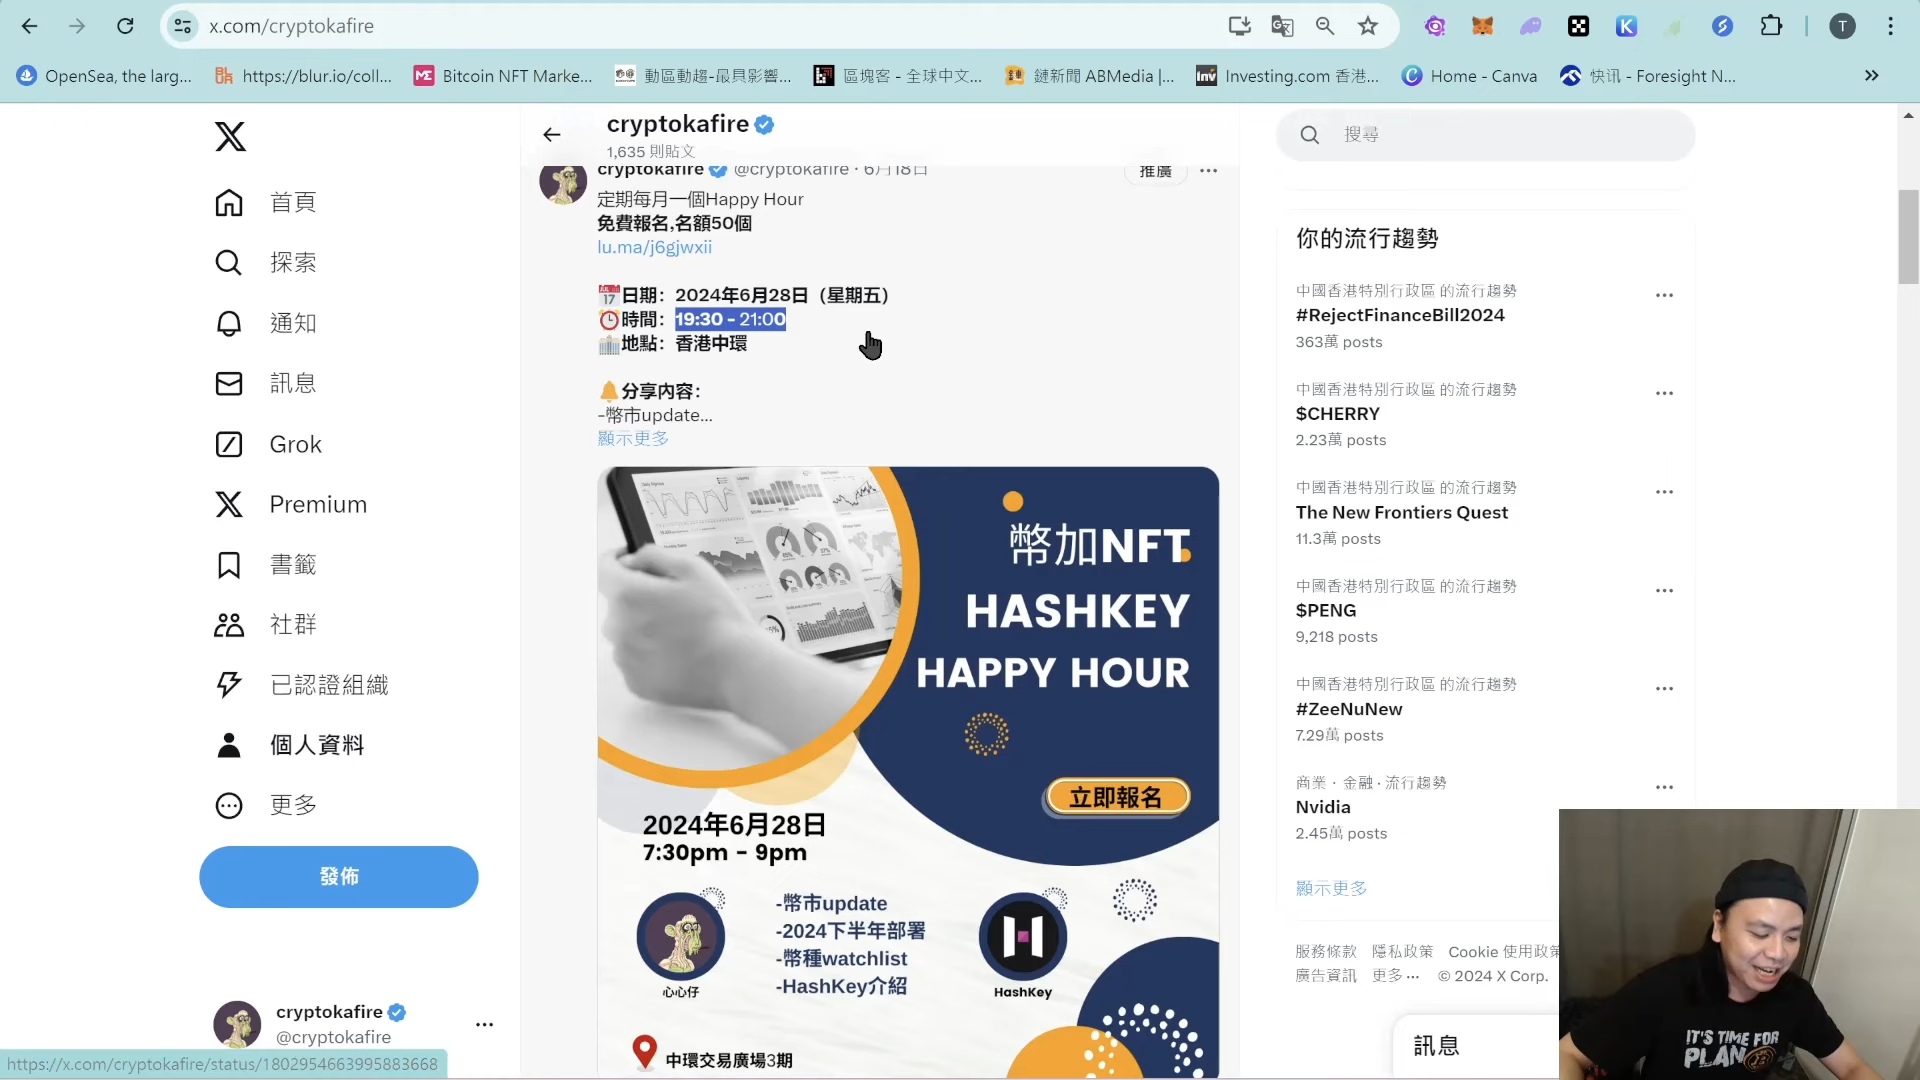 x.com/cryptokafire
T
OpenSea, the larg...
https://blur.io/coll...
Bitcoin NFT Marke...
動區動趨-最具影響...
區塊客 - 全球中文...
鏈新聞 ABMedia |...
Investing.com 香港...
Home - Canva
快讯 - Foresight N...
首頁
探索
通知
訊息
Grok
Premium
書籤
社群
已認證組織
個人資料
更多
發佈
cryptokafire
@cryptokafire
https://x.com/cryptokafire/status/1802954663995883668
cryptokafire
1,635 則貼文
cryptokafire @cryptokafire · 6月18日
推廣
定期每月一個Happy Hour
免費報名,名額50個
lu.ma/j6gjwxii
日期：2024年6月28日（星期五）
時間：19:30 - 21:00
地點：香港中環
分享內容：
-幣市update...
顯示更多
幣加NFT
HASHKEY
HAPPY HOUR
立即報名
2024年6月28日
7:30pm - 9pm
-幣市update
-2024下半年部署
-幣種watchlist
-HashKey介紹
心心仔
HashKey
中環交易廣場3期
搜尋
你的流行趨勢
中國香港特別行政區 的流行趨勢
#RejectFinanceBill2024
363萬 posts
中國香港特別行政區 的流行趨勢
$CHERRY
2.23萬 posts
中國香港特別行政區 的流行趨勢
The New Frontiers Quest
11.3萬 posts
中國香港特別行政區 的流行趨勢
$PENG
9,218 posts
中國香港特別行政區 的流行趨勢
#ZeeNuNew
7.29萬 posts
商業 · 金融 · 流行趨勢
Nvidia
2.45萬 posts
顯示更多
服務條款 隱私政策 Cookie 使用政策
廣告資訊 更多 ··· © 2024 X Corp.
訊息
IT'S TIME FOR
PLAN